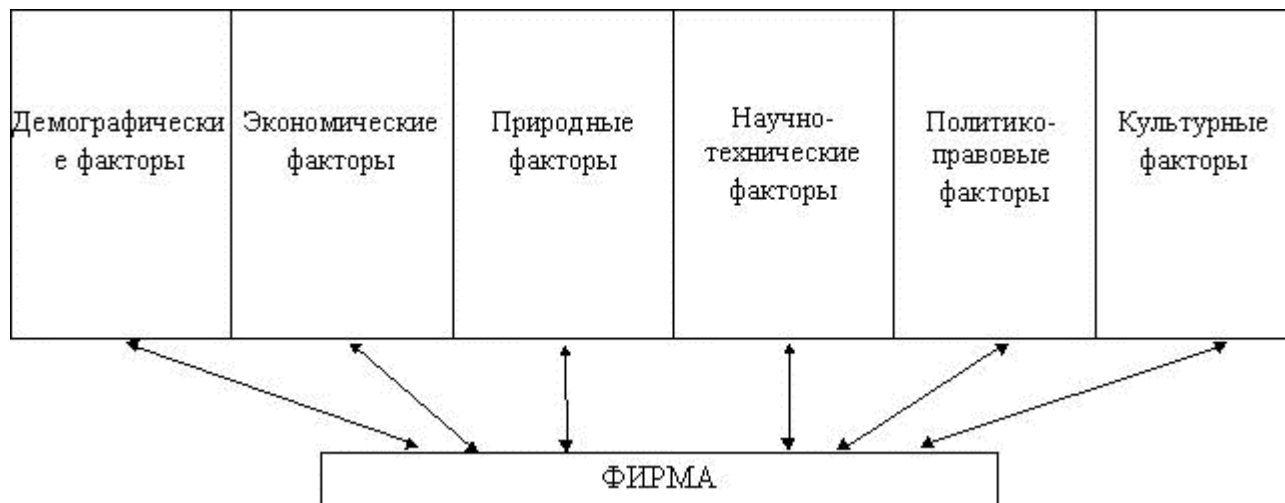 Демографически
е факторы
Экономические
факторы
Природные
факторы
Научно-
технические
факторы
Политико-
правовые
факторы
Культурные
факторы
ФИРМА